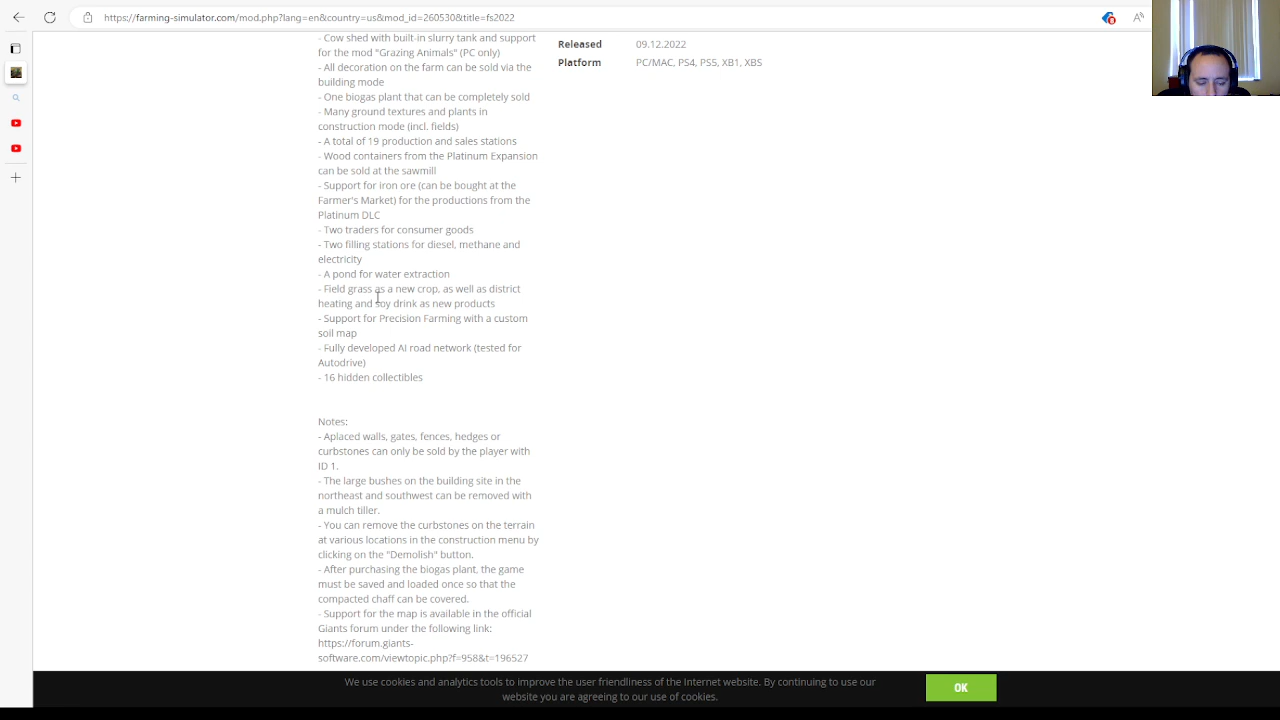 https://farming-simulator.com/mod.php?lang=en&country=us&mod_id=260530&title=fs2022
- Cow shed with built-in slurry tank and support
for the mod "Grazing Animals" (PC only)
- All decoration on the farm can be sold via the
building mode
- One biogas plant that can be completely sold
- Many ground textures and plants in
construction mode (incl. fields)
- A total of 19 production and sales stations
- Wood containers from the Platinum Expansion
can be sold at the sawmill
- Support for iron ore (can be bought at the
Farmer's Market) for the productions from the
Platinum DLC
- Two traders for consumer goods
- Two filling stations for diesel, methane and
electricity
- A pond for water extraction
- Field grass as a new crop, as well as district
heating and soy drink as new products
- Support for Precision Farming with a custom
soil map
- Fully developed AI road network (tested for
Autodrive)
- 16 hidden collectibles
Notes:
- Aplaced walls, gates, fences, hedges or
curbstones can only be sold by the player with
ID 1.
- The large bushes on the building site in the
northeast and southwest can be removed with
a mulch tiller.
- You can remove the curbstones on the terrain
at various locations in the construction menu by
clicking on the "Demolish" button.
- After purchasing the biogas plant, the game
must be saved and loaded once so that the
compacted chaff can be covered.
- Support for the map is available in the official
Giants forum under the following link:
https://forum.giants-
software.com/viewtopic.php?f=958&t=196527
Released 09.12.2022
Platform PC/MAC, PS4, PS5, XB1, XBS
We use cookies and analytics tools to improve the user friendliness of the Internet website. By continuing to use our
website you are agreeing to our use of cookies.
OK